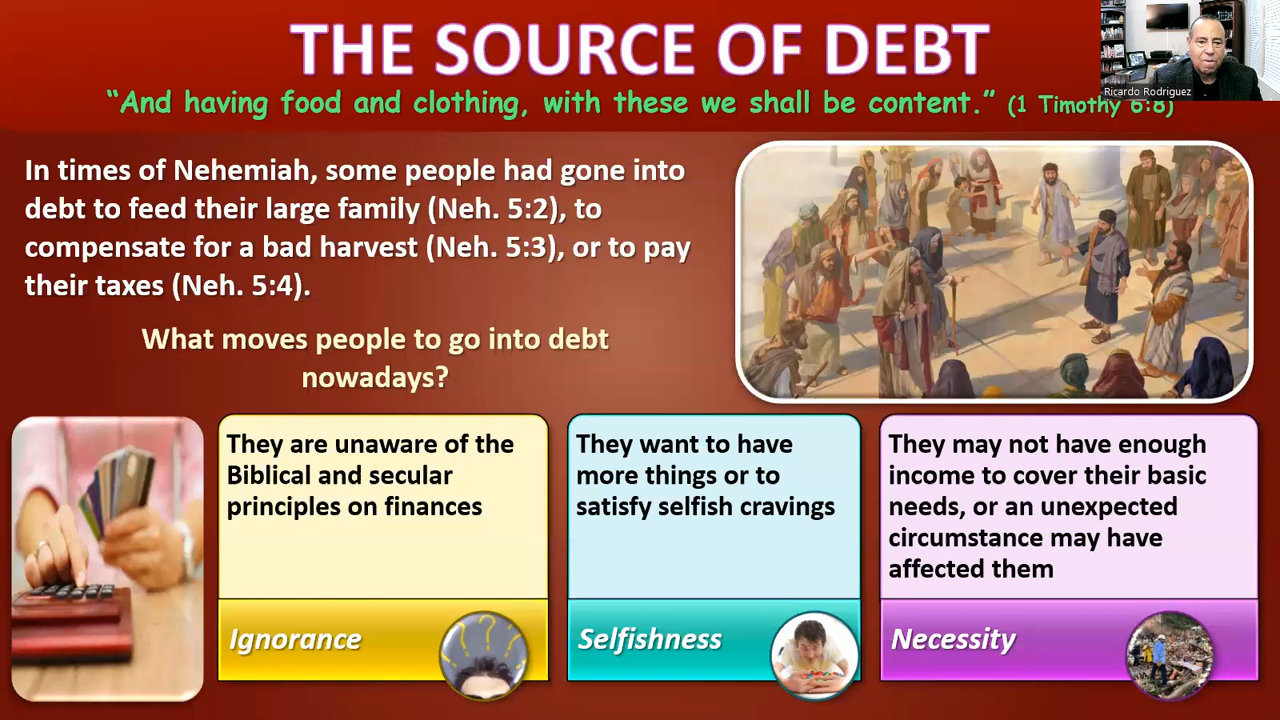 THE SOURCE OF DEBT
“And having food and clothing, with these we shall be content.” (1 Timothy 6:8)
Ricardo Rodriguez
In times of Nehemiah, some people had gone into
debt to feed their large family (Neh. 5:2), to
compensate for a bad harvest (Neh. 5:3), or to pay
their taxes (Neh. 5:4).
What moves people to go into debt
nowadays?
They are unaware of the
Biblical and secular
principles on finances
Ignorance
They want to have
more things or to
satisfy selfish cravings
Selfishness
They may not have enough
income to cover their basic
needs, or an unexpected
circumstance may have
affected them
Necessity